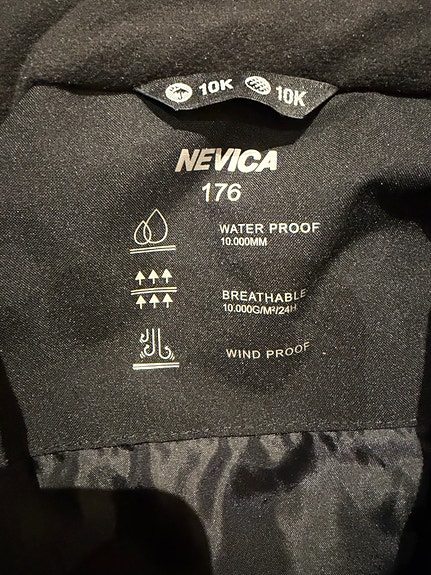 10K 10K
NEVICA
176
WATER PROOF
10.000MM
BREATHABLE
10.000G/M²/24H
WIND PROOF